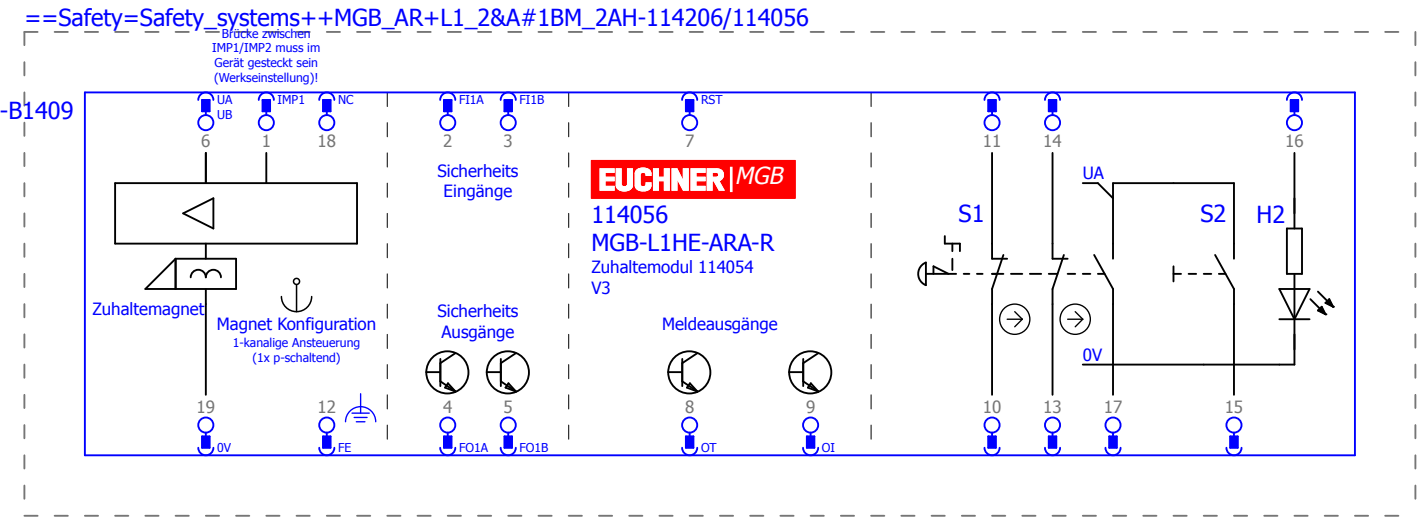 ==Safety=Safety_systems++MGB_AR+L1_2&A#1BM_2AH-114206/114056
Brücke zwischen
IMP1/IMP2 muss im
Gerät gesteckt sein
(Werkseinstellung)!
-B1409
UA
UB
IMP1
NC
FI1A
FI1B
RST
6
1
18
2
3
7
11
14
16
Sicherheits
Eingänge
EUCHNER|MGB
114056
MGB-L1HE-ARA-R
Zuhaltemodul 114054
V3
UA
S1
S2
H2
Zuhaltemagnet
Magnet Konfiguration
1-kanalige Ansteuerung
(1x p-schaltend)
Sicherheits
Ausgänge
Meldeausgänge
0V
19
12
4
5
8
9
10
13
17
15
0V
FE
FO1A
FO1B
OT
OI